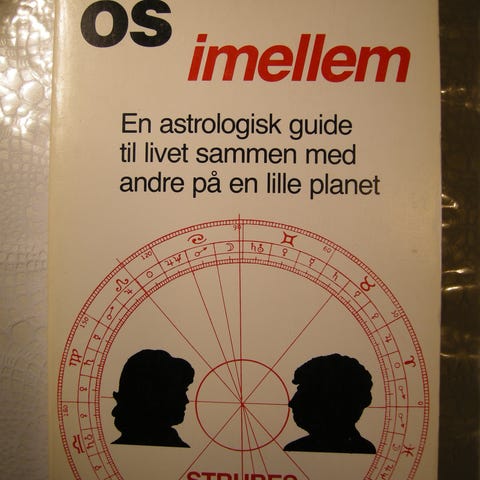 os
imellem
En astrologisk guide
til livet sammen med
andre på en lille planet
STRUBES